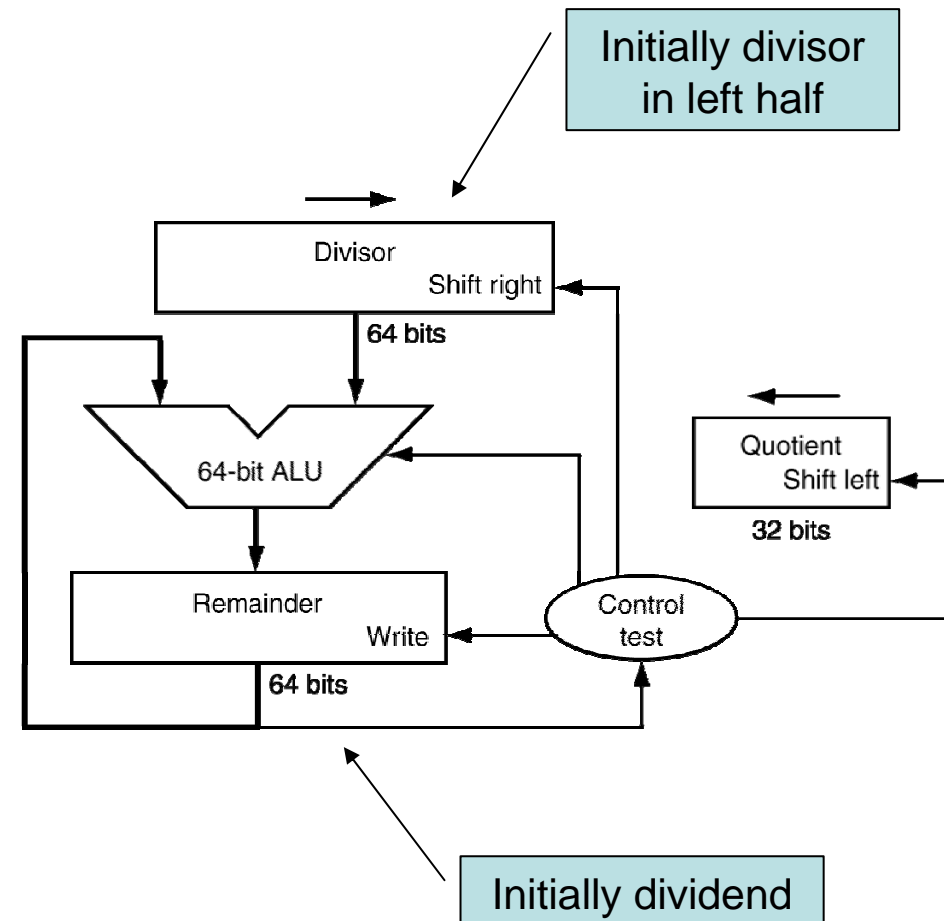 Initially divisor
in left half
Divisor
Shift right
64 bits
64-bit ALU
Quotient
Shift left
32 bits
Remainder
Write
Control
test
64 bits
Initially dividend